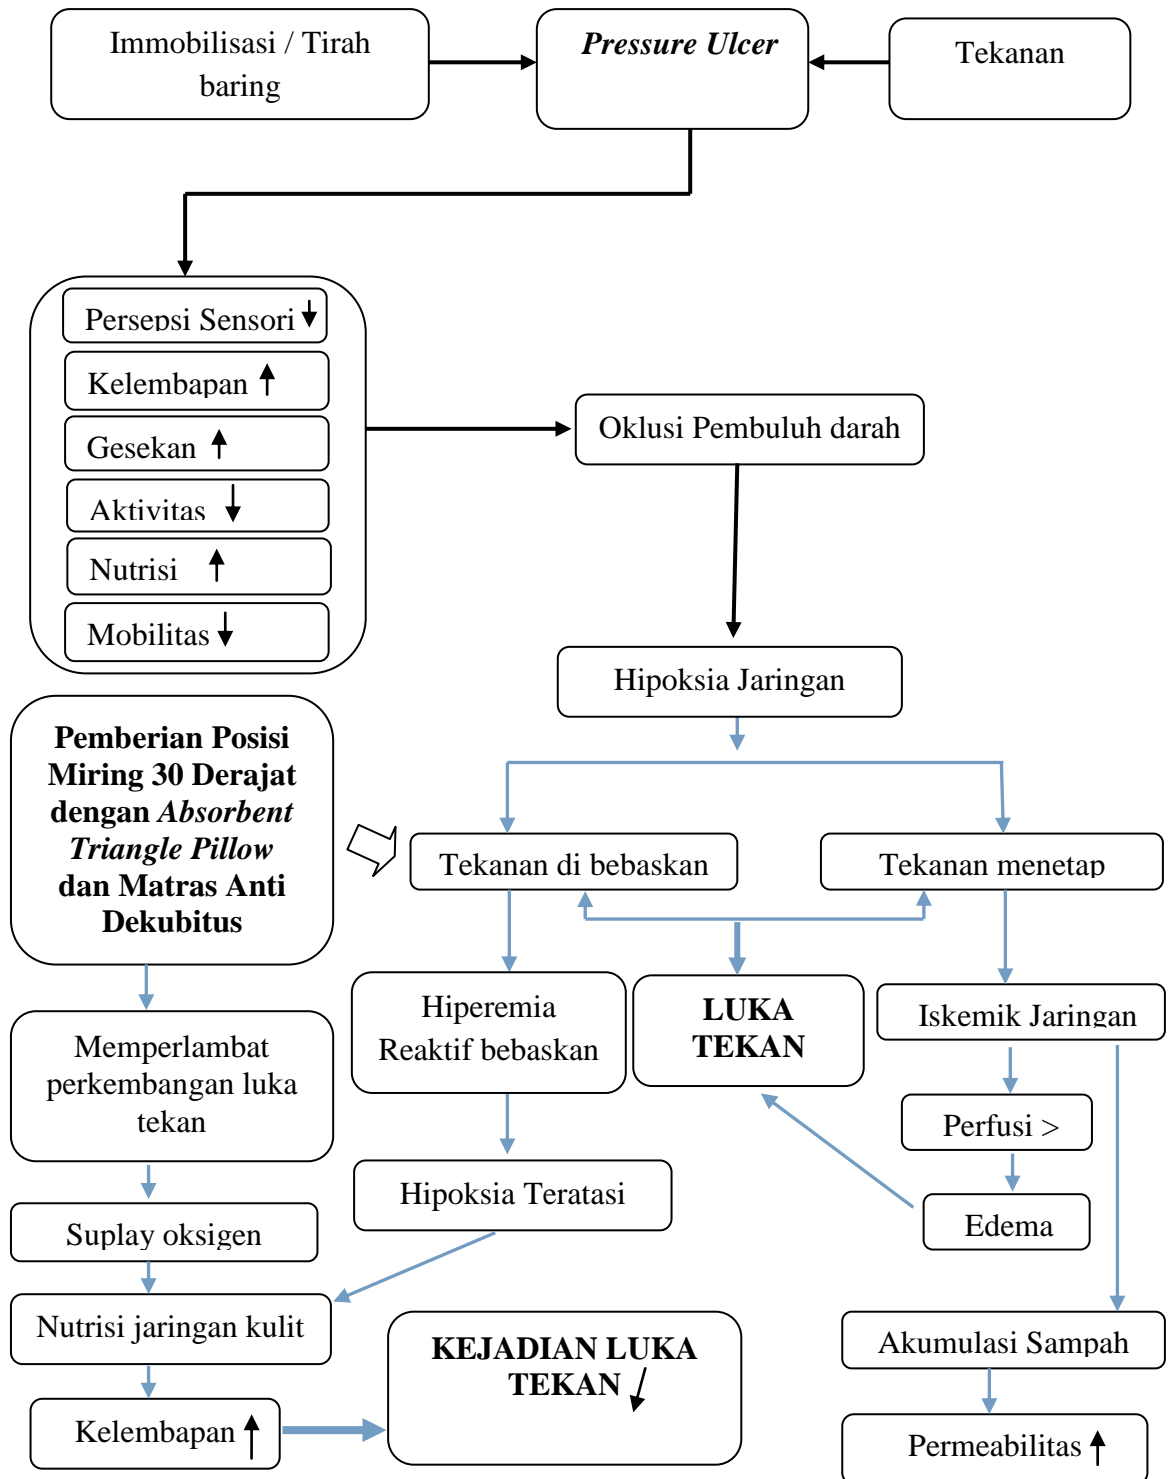 Immobilisasi / Tirah
baring
Pressure Ulcer
Tekanan
Persepsi Sensori
Kelembapan
Gesekan
Aktivitas
Nutrisi
Mobilitas
Oklusi Pembuluh darah
Hipoksia Jaringan
Pemberian Posisi
Miring 30 Derajat
dengan Absorbent
Triangle Pillow
dan Matras Anti
Dekubitus
Tekanan di bebaskan
Tekanan menetap
Hiperemia
Reaktif bebaskan
LUKA
TEKAN
Iskemik Jaringan
Memperlambat
perkembangan luka
tekan
Perfusi >
Hipoksia Teratasi
Edema
Suplay oksigen
Nutrisi jaringan kulit
KEJADIAN LUKA
TEKAN
Akumulasi Sampah
Kelembapan
Permeabilitas